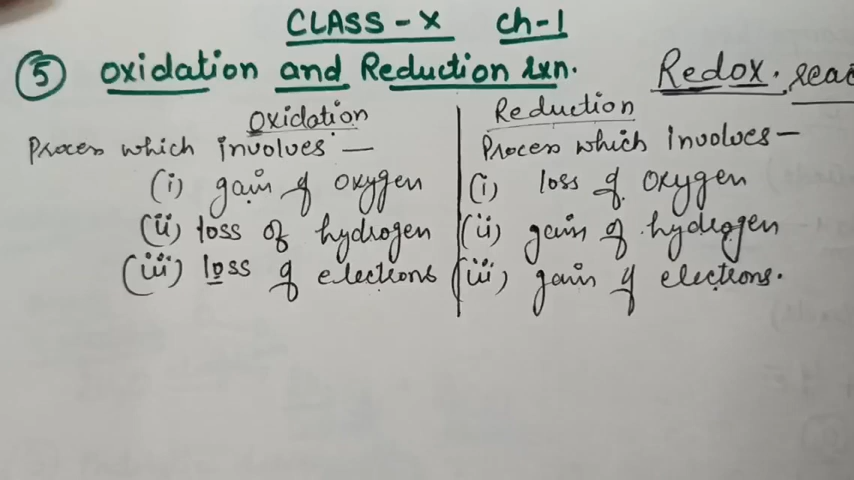 CLASS - X ch-1
⑤ oxidation and Reduction rxn. Redox. reac
Oxidation
Process which involves —
(i) gain of oxygen
(ii) loss of hydrogen
(iii) loss of electrons
Reduction
Process which involves —
(i) loss of oxygen
(ii) gain of hydrogen
(iii) gain of electrons.